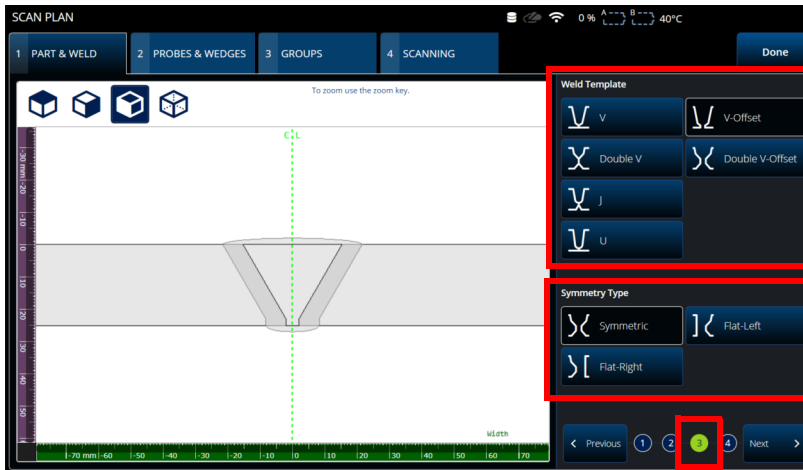 SCAN PLAN
0 % A B 40°C
1 PART & WELD
2 PROBES & WEDGES
3 GROUPS
4 SCANNING
Done
To zoom use the zoom key.
C L
-30 mm -20 -10 0 10 20 30 40 50
Width
-70 mm -60 -50 -40 -30 -20 -10 0 10 20 30 40 50 60 70
Weld Template
V
V-Offset
Double V
Double V-Offset
J
U
Symmetry Type
Symmetric
Flat-Left
Flat-Right
Previous 1 2 3 4 Next